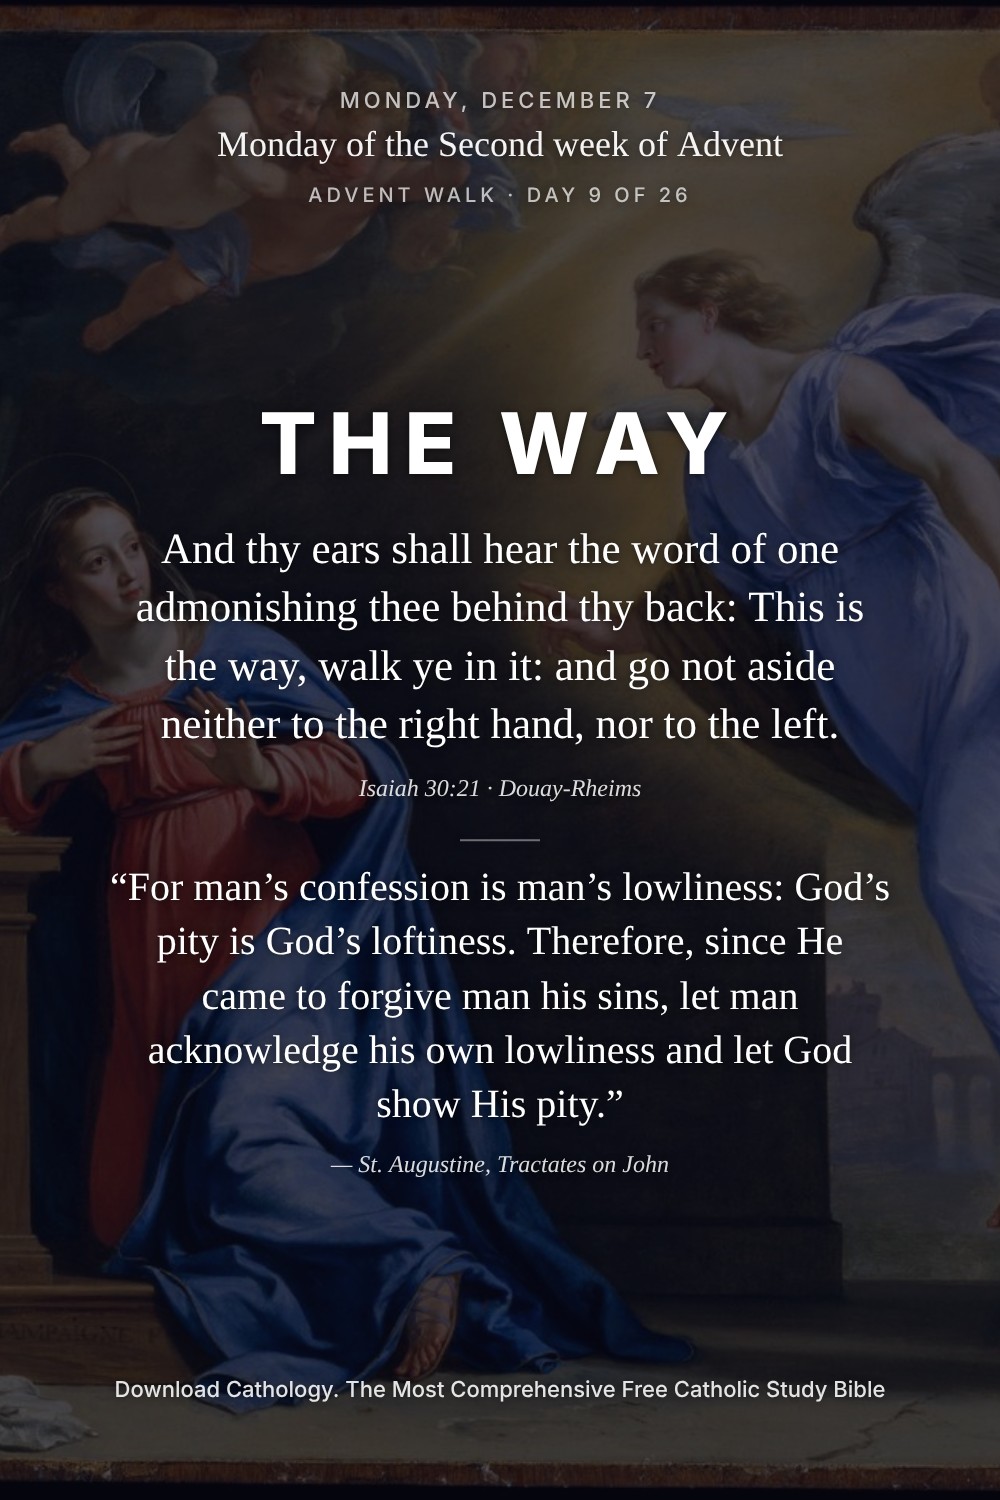 MONDAY, DECEMBER 7
Monday of the Second week of Advent
ADVENT WALK · DAY 9 OF 26
THE WAY
And thy ears shall hear the word of one
admonishing thee behind thy back: This is
the way, walk ye in it: and go not aside
neither to the right hand, nor to the left.
Isaiah 30:21 · Douay-Rheims
“For man’s confession is man’s lowliness: God’s
pity is God’s loftiness. Therefore, since He
came to forgive man his sins, let man
acknowledge his own lowliness and let God
show His pity.”
— St. Augustine, Tractates on John
Download Cathology. The Most Comprehensive Free Catholic Study Bible